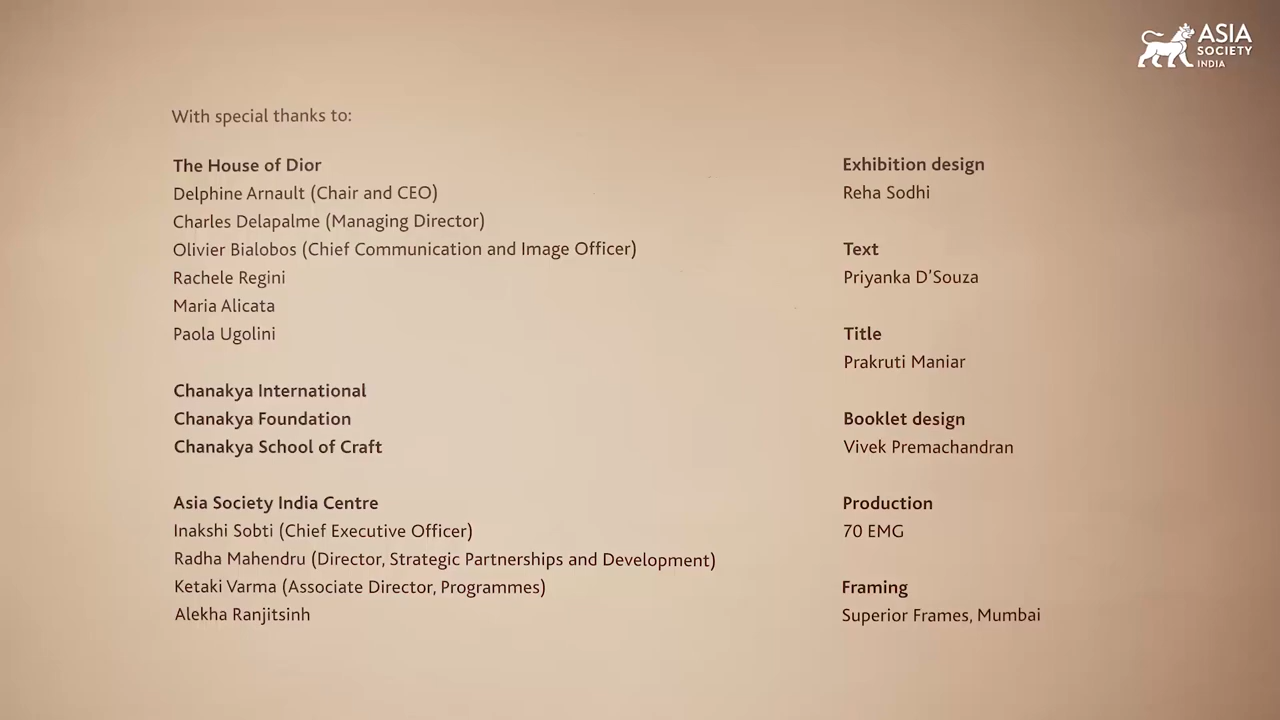 ASIA
SOCIETY
INDIA
With special thanks to:
The House of Dior
Delphine Arnault (Chair and CEO)
Charles Delapalme (Managing Director)
Olivier Bialobos (Chief Communication and Image Officer)
Rachele Regini
Maria Alicata
Paola Ugolini
Chanakya International
Chanakya Foundation
Chanakya School of Craft
Asia Society India Centre
Inakshi Sobti (Chief Executive Officer)
Radha Mahendru (Director, Strategic Partnerships and Development)
Ketaki Varma (Associate Director, Programmes)
Alekha Ranjitsinh
Exhibition design
Reha Sodhi
Text
Priyanka D’Souza
Title
Prakruti Maniar
Booklet design
Vivek Premachandran
Production
70 EMG
Framing
Superior Frames, Mumbai